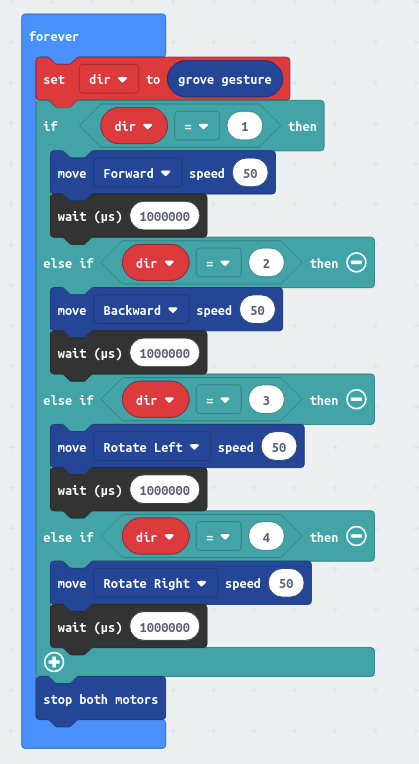 forever
set dir to grove gesture
if dir = 1 then
move Forward speed 50
wait (µs) 1000000
else if dir = 2 then
move Backward speed 50
wait (µs) 1000000
else if dir = 3 then
move Rotate Left speed 50
wait (µs) 1000000
else if dir = 4 then
move Rotate Right speed 50
wait (µs) 1000000
stop both motors